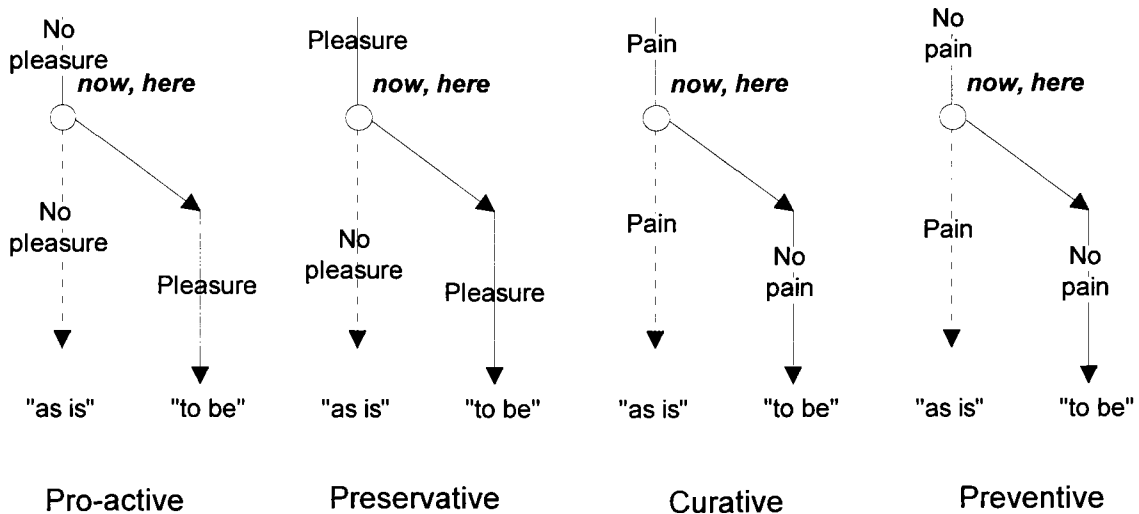 No
pleasure
now, here
No
pleasure
Pleasure
"as is" "to be"
Pro-active
Pleasure
now, here
No
pleasure
Pleasure
"as is" "to be"
Preservative
Pain
now, here
Pain
No
pain
"as is" "to be"
Curative
No
pain
now, here
Pain
No
pain
"as is" "to be"
Preventive